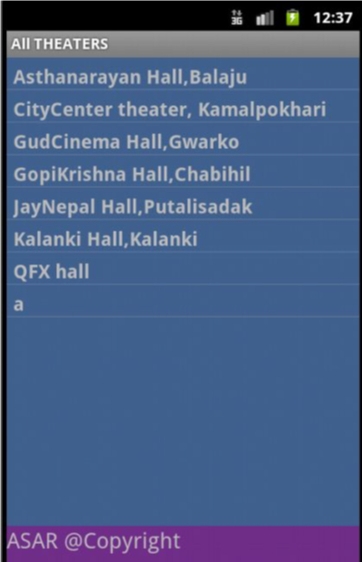 3G 12:37
All THEATERS
Asthanarayan Hall,Balaju
CityCenter theater, Kamalpokhari
GudCinema Hall,Gwarko
GopiKrishna Hall,Chabihil
JayNepal Hall,Putalisadak
Kalanki Hall,Kalanki
QFX hall
a
ASAR @Copyright